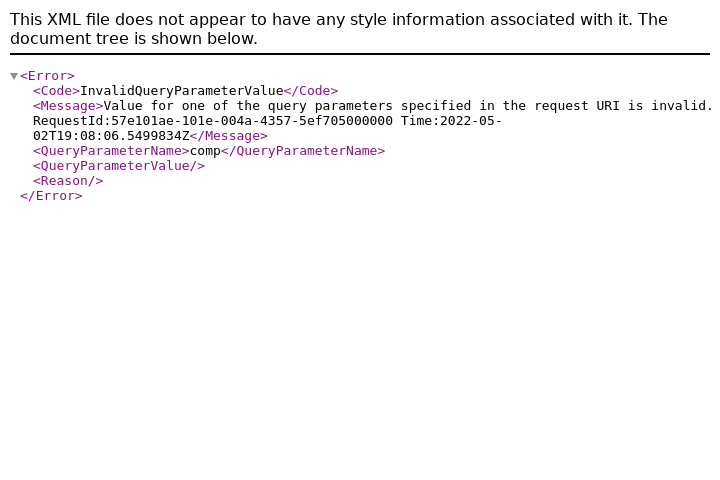 This XML file does not appear to have any style information associated with it. The
document tree is shown below.
<Error>
<Code>InvalidQueryParameterValue</Code>
<Message>Value for one of the query parameters specified in the request URI is invalid.
RequestId:57e101ae-101e-004a-4357-5ef705000000 Time:2022-05-
02T19:08:06.5499834Z</Message>
<QueryParameterName>comp</QueryParameterName>
<QueryParameterValue/>
<Reason/>
</Error>